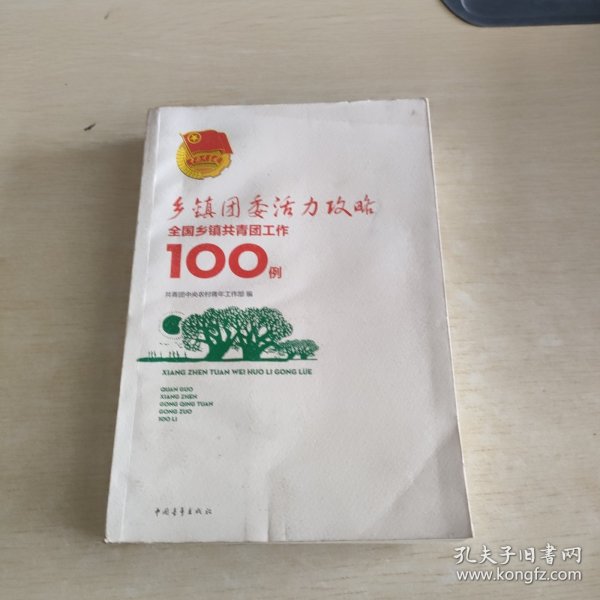 乡镇团委活力攻略
全国乡镇共青团工作
100例
共青团中央农村青年工作部 编
XIANG ZHEN TUAN WEI HUO LI GONG LÜE
QUAN GUO
XIANG ZHEN
GONG QING TUAN
GONG ZUO
100 LI
中国青年出版社
孔夫子旧书网
www.kongfz.com